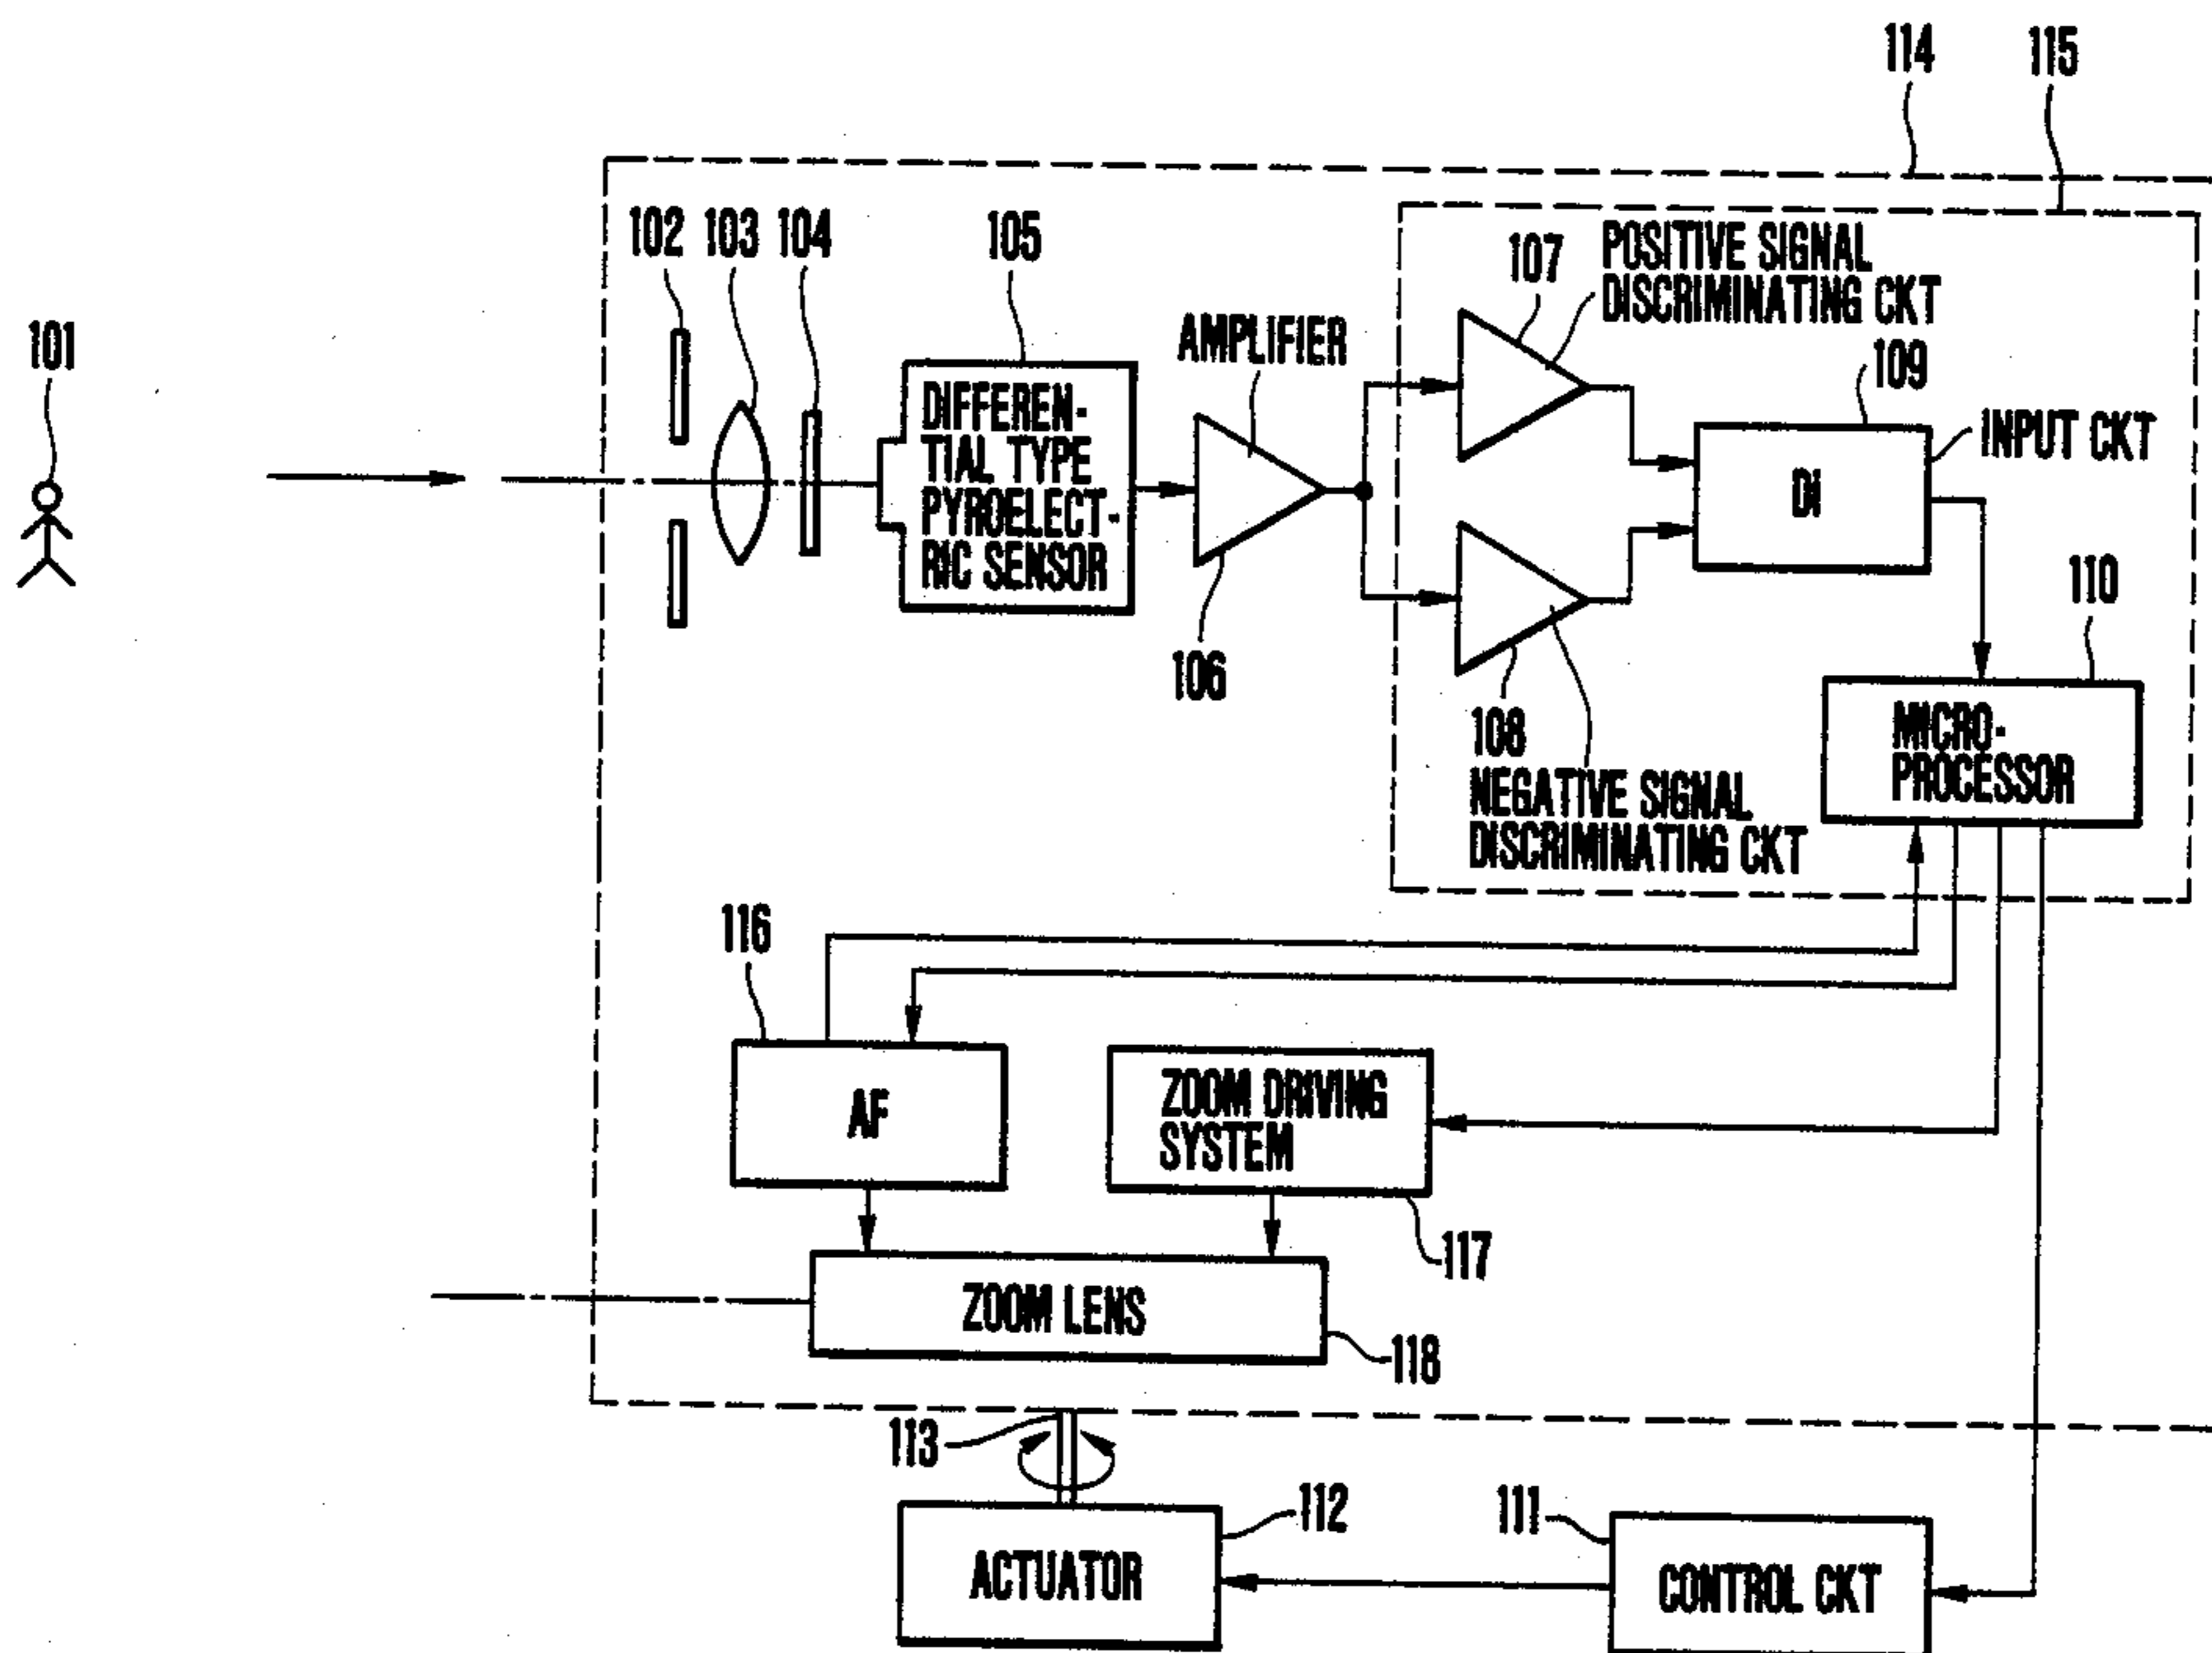 114
115
102
103
104
105
107
POSITIVE SIGNAL
DISCRIMINATING CKT
101
AMPLIFIER
109
DIFFEREN-
TIAL TYPE
PYROELECT-
RIC SENSOR
INPUT CKT
DI
106
110
108
NEGATIVE SIGNAL
DISCRIMINATING CKT
MICRO-
PROCESSOR
116
AF
ZOOM DRIVING
SYSTEM
117
ZOOM LENS
118
113
112
111
ACTUATOR
CONTROL CKT